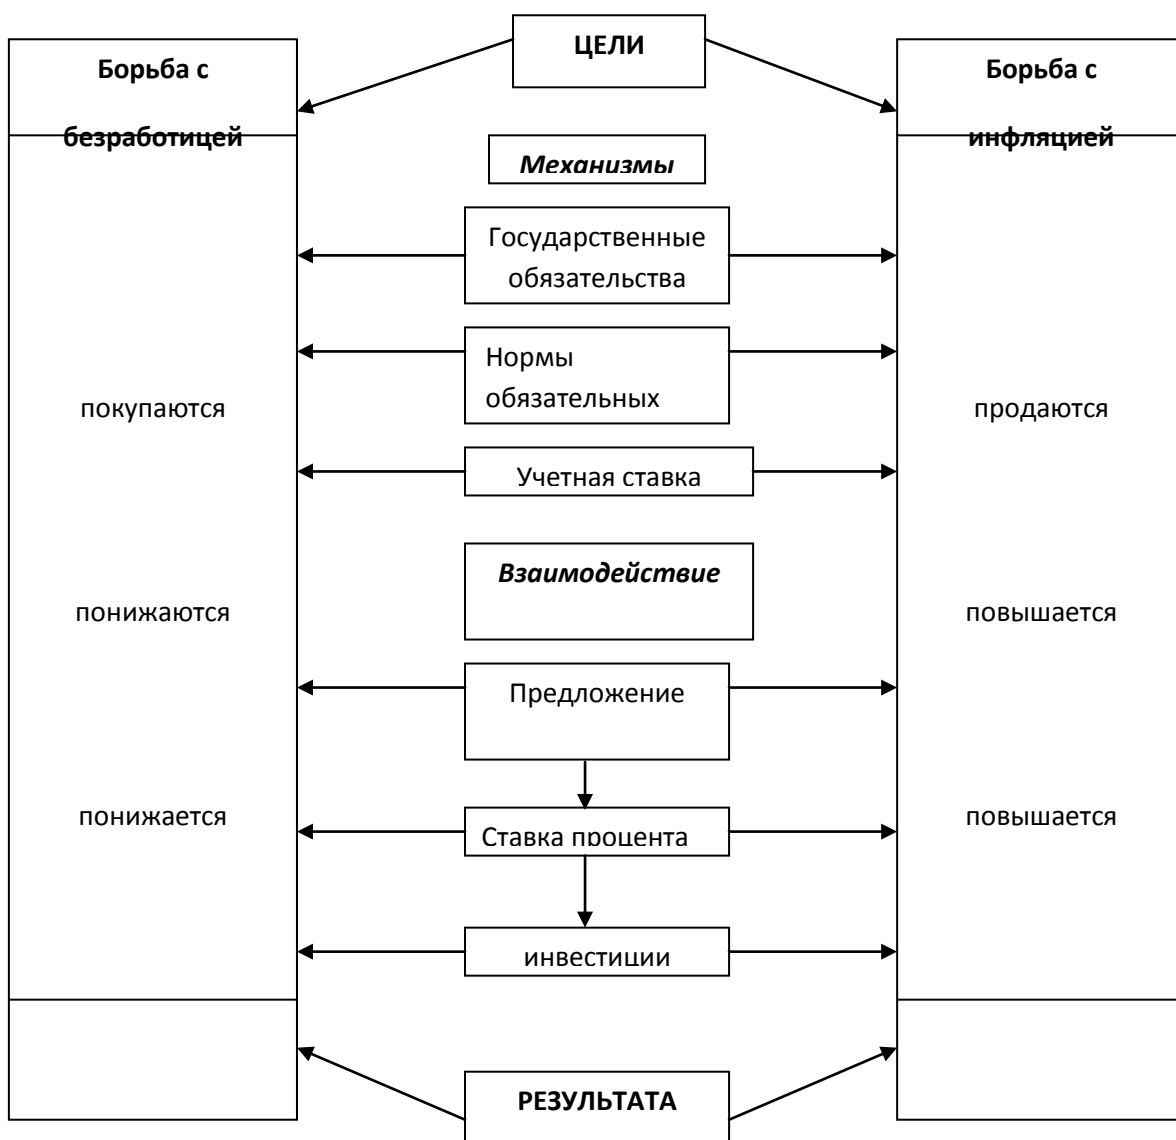 ЦЕЛИ
Борьба с
безработицей
Борьба с
инфляцией
Механизмы
Государственные
обязательства
Нормы
обязательных
покупаются
продаются
Учетная ставка
Взаимодействие
понижаются
повышается
Предложение
понижается
повышается
Ставка процента
инвестиции
РЕЗУЛЬТАТА